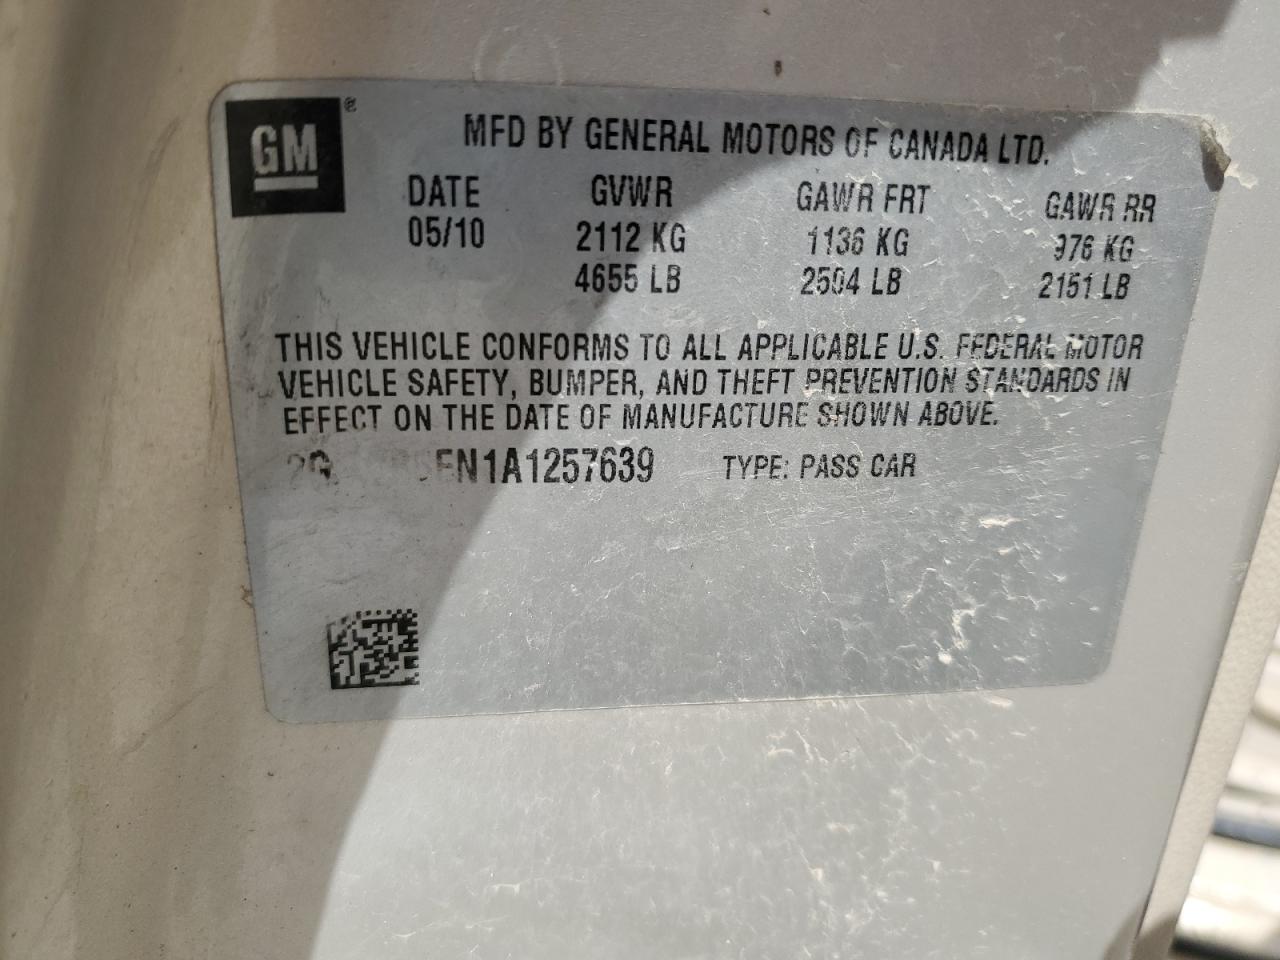 GM®
MFD BY GENERAL MOTORS OF CANADA LTD.
DATE GVWR GAWR FRT GAWR RR
05/10 2112 KG 1136 KG 976 KG
4655 LB 2504 LB 2151 LB
THIS VEHICLE CONFORMS TO ALL APPLICABLE U.S. FEDERAL MOTOR
VEHICLE SAFETY, BUMPER, AND THEFT PREVENTION STANDARDS IN
EFFECT ON THE DATE OF MANUFACTURE SHOWN ABOVE.
TYPE: PASS CAR